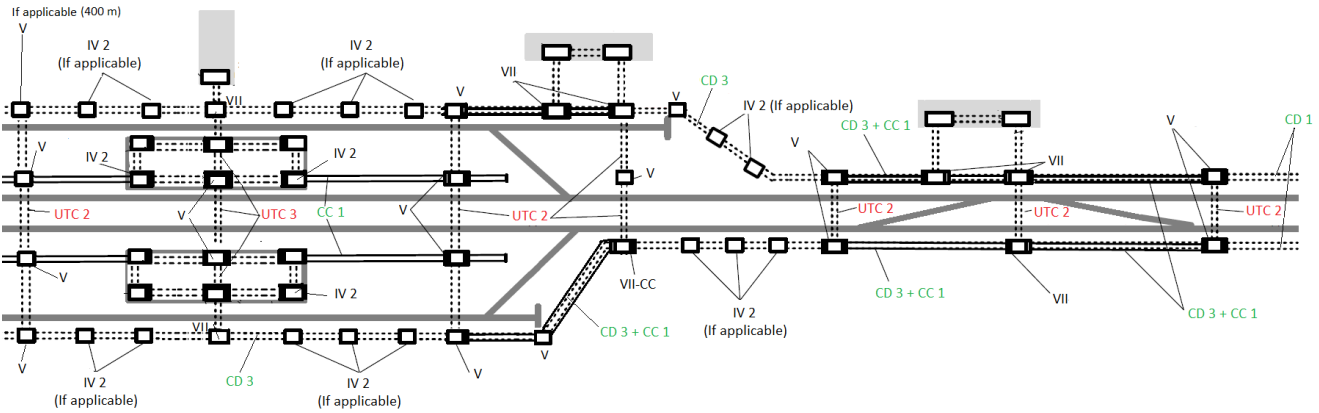 If applicable (400 m)
V
IV 2
(If applicable)
VII
IV 2
(If applicable)
V
VII
V
CD 3
IV 2 (If applicable)
CD 3 + CC 1
V
VII
V
CD 1
V
IV 2
IV 2
V
UTC 2
V
UTC 3
CC 1
V
UTC 2
UTC 2
UTC 2
UTC 2
V
V
IV 2
VII-CC
CD 3 + CC 1
VII
IV 2
(If applicable)
CD 3 + CC 1
CD 3 + CC 1
VII
V
V
V
IV 2
(If applicable)
CD 3
IV 2
(If applicable)